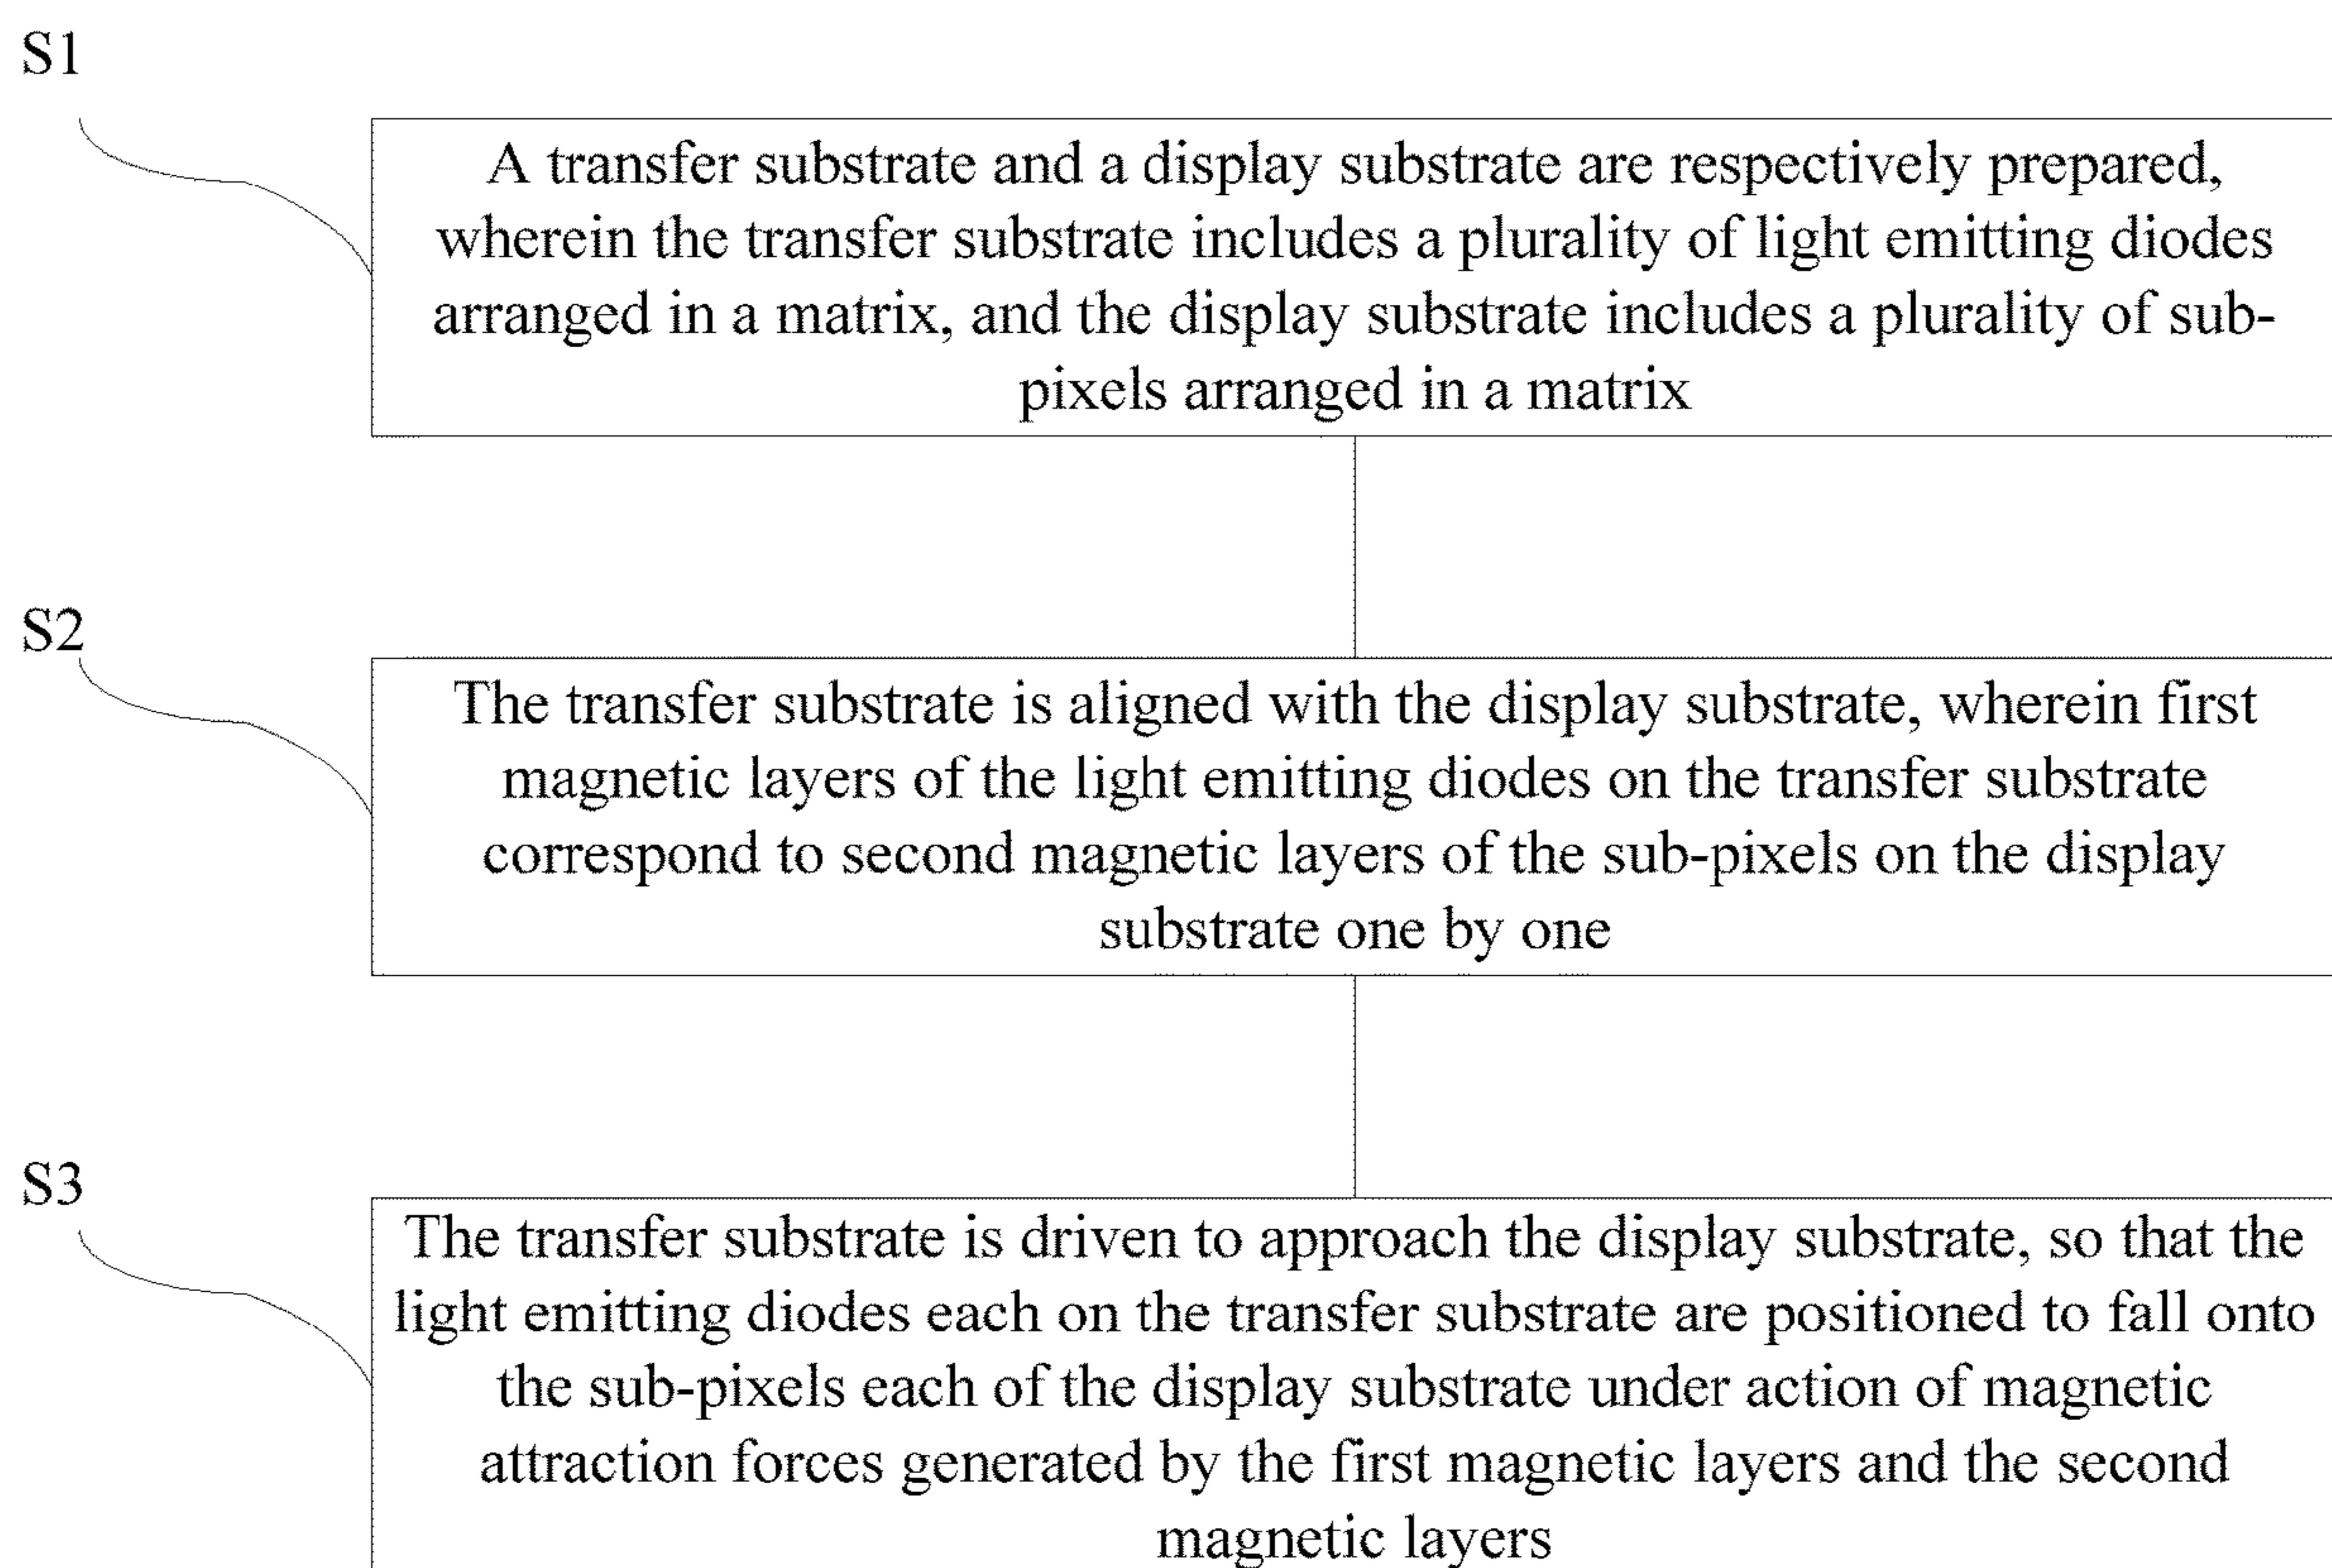 S1
A transfer substrate and a display substrate are respectively prepared,
wherein the transfer substrate includes a plurality of light emitting diodes
arranged in a matrix, and the display substrate includes a plurality of sub-
pixels arranged in a matrix
S2
The transfer substrate is aligned with the display substrate, wherein first
magnetic layers of the light emitting diodes on the transfer substrate
correspond to second magnetic layers of the sub-pixels on the display
substrate one by one
S3
The transfer substrate is driven to approach the display substrate, so that the
light emitting diodes each on the transfer substrate are positioned to fall onto
the sub-pixels each of the display substrate under action of magnetic
attraction forces generated by the first magnetic layers and the second
magnetic layers